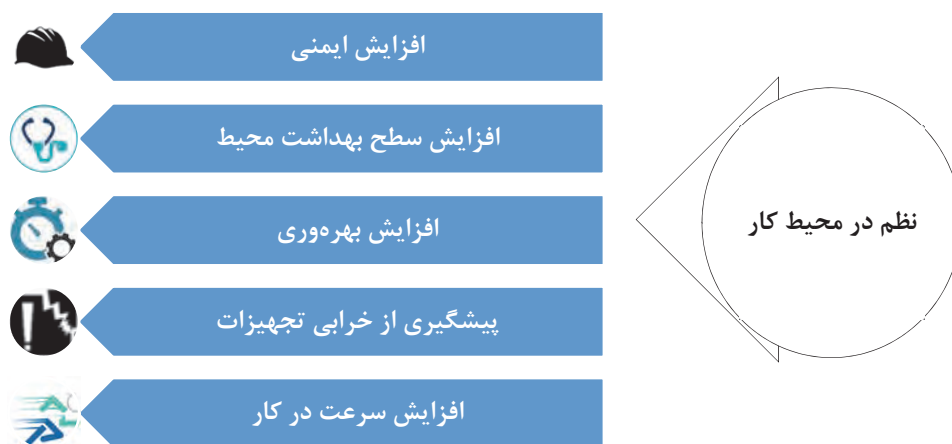 نظم در محیط کار
افزایش ایمنی
افزایش سطح بهداشت محیط
افزایش بهره‌وری
پیشگیری از خرابی تجهیزات
افزایش سرعت در کار